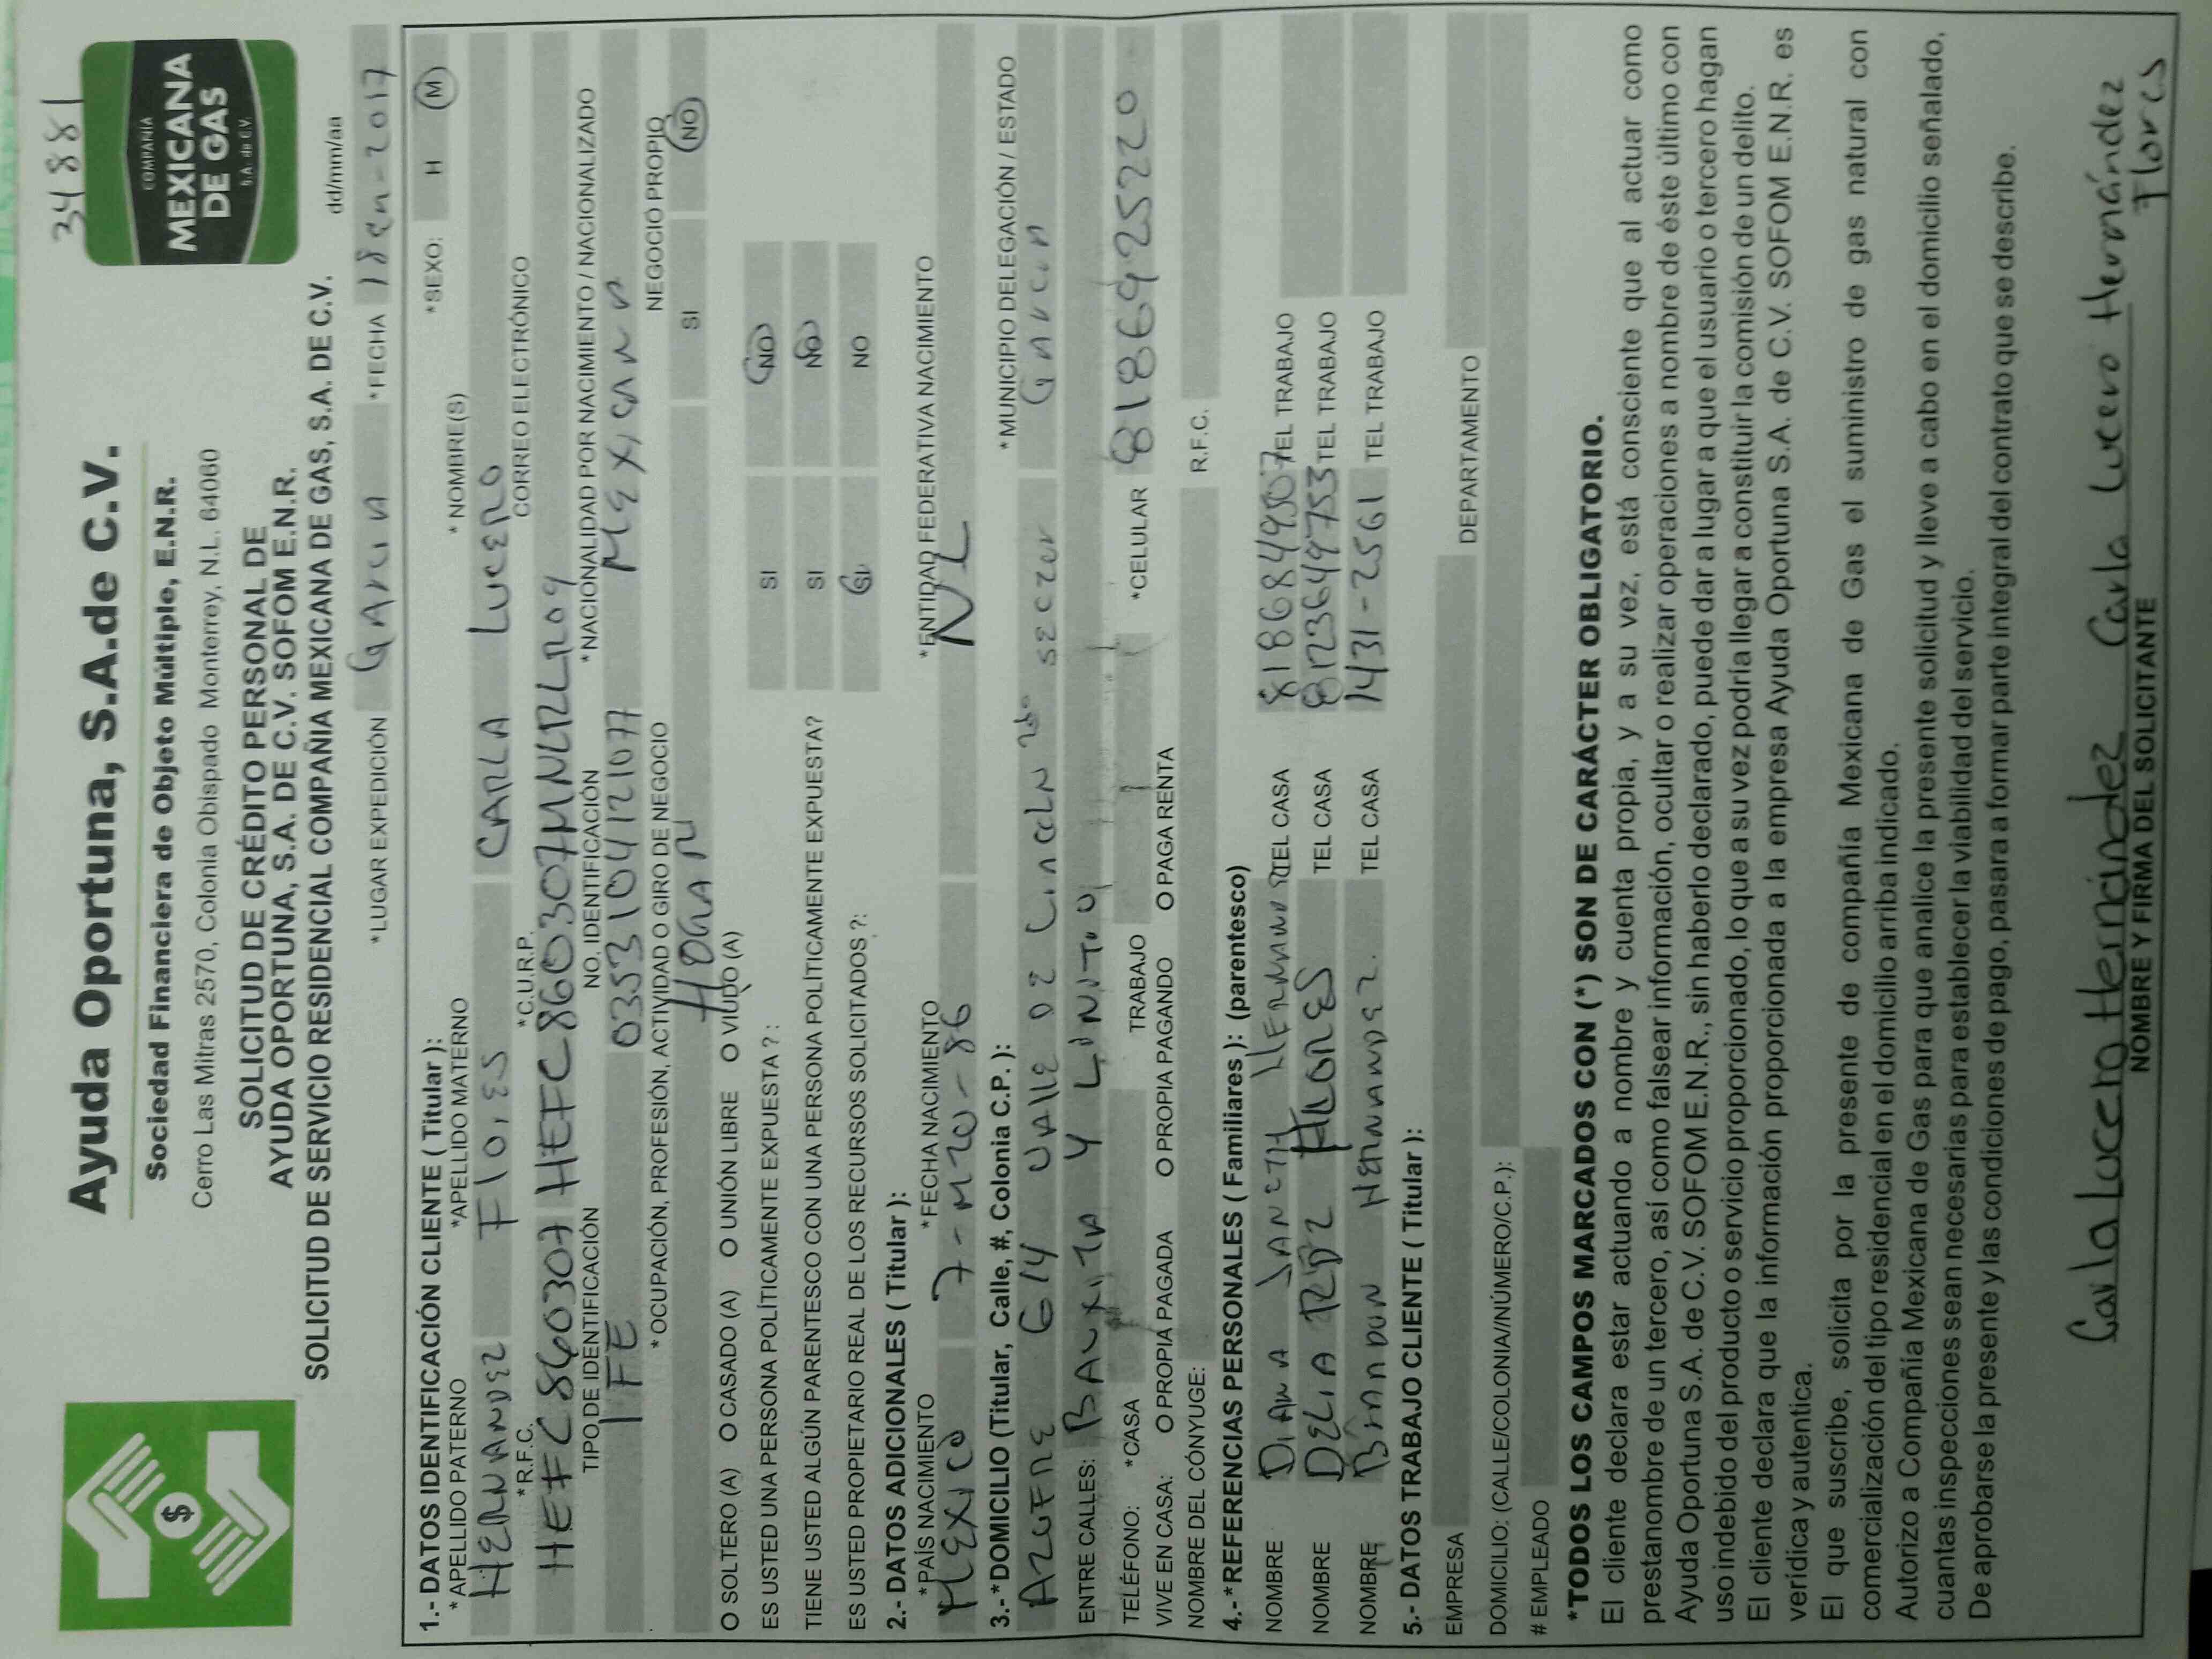 34881
Ayuda Oportuna, S.A.de C.V.
Sociedad Financiera de Objeto Múltiple, E.N.R.
Cerro Las Mitras 2570, Colonia Obispado Monterrey, N.L. 64060
COMPAÑIA
MEXICANA
DE GAS
S.A. de C.V.
$
SOLICITUD DE CRÉDITO PERSONAL DE
AYUDA OPORTUNA, S.A. DE C.V. SOFOM E.N.R.
SOLICITUD DE SERVICIO RESIDENCIAL COMPAÑIA MEXICANA DE GAS, S.A. DE C.V.
dd/mm/aa
*LUGAR EXPEDICIÓN GARCIA *FECHA 18 en-2017
1.- DATOS IDENTIFICACIÓN CLIENTE ( Titular ):
*APELLIDO PATERNO *APELLIDO MATERNO * NOMBRE(S) *SEXO: H M
HERNANDEZ FlorES CARLA LUCERO
*R.F.C. *C.U.R.P. CORREO ELECTRÓNICO
HEFC860307 HEFC860307MNLRLR09
TIPO DE IDENTIFICACIÓN NO. IDENTIFICACIÓN *NACIONALIDAD POR NACIMIENTO / NACIONALIZADO
IFE 0353104121077 MEXICANA
*OCUPACIÓN, PROFESIÓN, ACTIVIDAD O GIRO DE NEGOCIO NEGOCIO PROPIO
HOGAR SI NO
O SOLTERO (A) O CASADO (A) O UNIÓN LIBRE O VIUDO (A)
ES USTED UNA PERSONA POLÍTICAMENTE EXPUESTA ? : SI NO
TIENE USTED ALGÚN PARENTESCO CON UNA PERSONA POLÍTICAMENTE EXPUESTA? SI NO
ES USTED PROPIETARIO REAL DE LOS RECURSOS SOLICITADOS ?: SI NO
2.- DATOS ADICIONALES ( Titular ):
*PAÍS NACIMIENTO *FECHA NACIMIENTO *ENTIDAD FEDERATIVA NACIMIENTO
MEXICO 7-MZO-86 NL
3.-*DOMICILIO (Titular, Calle, #, Colonia C.P. ): *MUNICIPIO DELEGACIÓN / ESTADO
AZUFRE 614 VAllE DE Lincoln 2do sector Garcia
ENTRE CALLES: BAUXITA Y
TELÉFONO: *CASA TRABAJO *CELULAR 8186925220
VIVE EN CASA: O PROPIA PAGADA O PROPIA PAGANDO O PAGA RENTA
NOMBRE DEL CÓNYUGE: R.F.C.
4.-*REFERENCIAS PERSONALES ( Familiares ): (parentesco)
NOMBRE DIANA JANETH TEL CASA 8186849507 TEL TRABAJO
NOMBRE DELIA RDZ FLORES TEL CASA 8123649753 TEL TRABAJO
NOMBRE BRANDON HERNANDEZ. TEL CASA 1431-2561 TEL TRABAJO
5.- DATOS TRABAJO CLIENTE ( Titular ):
EMPRESA DEPARTAMENTO
DOMICILIO: (CALLE/COLONIA/NÚMERO/C.P.):
# EMPLEADO
*TODOS LOS CAMPOS MARCADOS CON (*) SON DE CARÁCTER OBLIGATORIO.
El cliente declara estar actuando a nombre y cuenta propia, y a su vez, está consciente que al actuar como
prestanombre de un tercero, así como falsear información, ocultar o realizar operaciones a nombre de éste último con
Ayuda Oportuna S.A. de C.V. SOFOM E.N.R., sin haberlo declarado, puede dar a lugar a que el usuario o tercero hagan
uso indebido del producto o servicio proporcionado, lo que a su vez podría llegar a constituir la comisión de un delito.
El cliente declara que la información proporcionada a la empresa Ayuda Oportuna S.A. de C.V. SOFOM E.N.R. es
verídica y autentica.
El que suscribe, solicita por la presente de compañía Mexicana de Gas el suministro de gas natural con
comercialización del tipo residencial en el domicilio arriba indicado.
Autorizo a Compañía Mexicana de Gas para que analice la presente solicitud y lleve a cabo en el domicilio señalado,
cuantas inspecciones sean necesarias para establecer la viabilidad del servicio.
De aprobarse la presente y las condiciones de pago, pasara a formar parte integral del contrato que se describe.
Carla Lucero Hernández Carla Lucero Hernández
Flores
NOMBRE Y FIRMA DEL SOLICITANTE